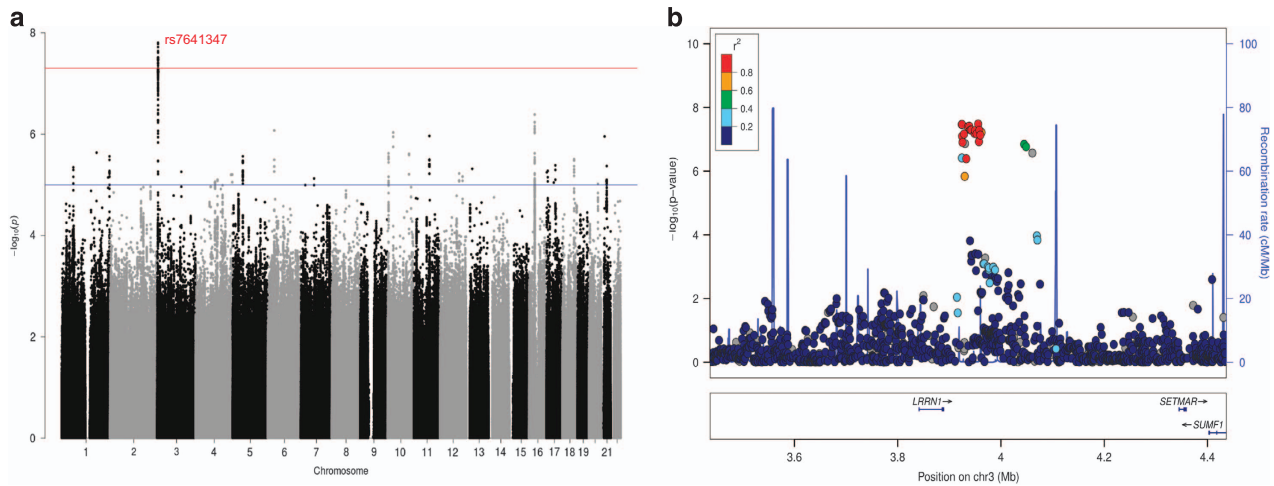 a
8
6
4
2
0
−log₁₀(p)
rs7641347
1 2 3 4 5 6 7 8 9 10 11 12 13 14 15 16 17 18 19 21
Chromosome
b
r²
0.8
0.6
0.4
0.2
10
8
6
4
2
0
−log₁₀(p−value)
100
80
60
40
20
0
Recombination rate (cM/Mb)
LRRN1→
SETMAR→
←SUMF1
3.6 3.8 4 4.2 4.4
Position on chr3 (Mb)